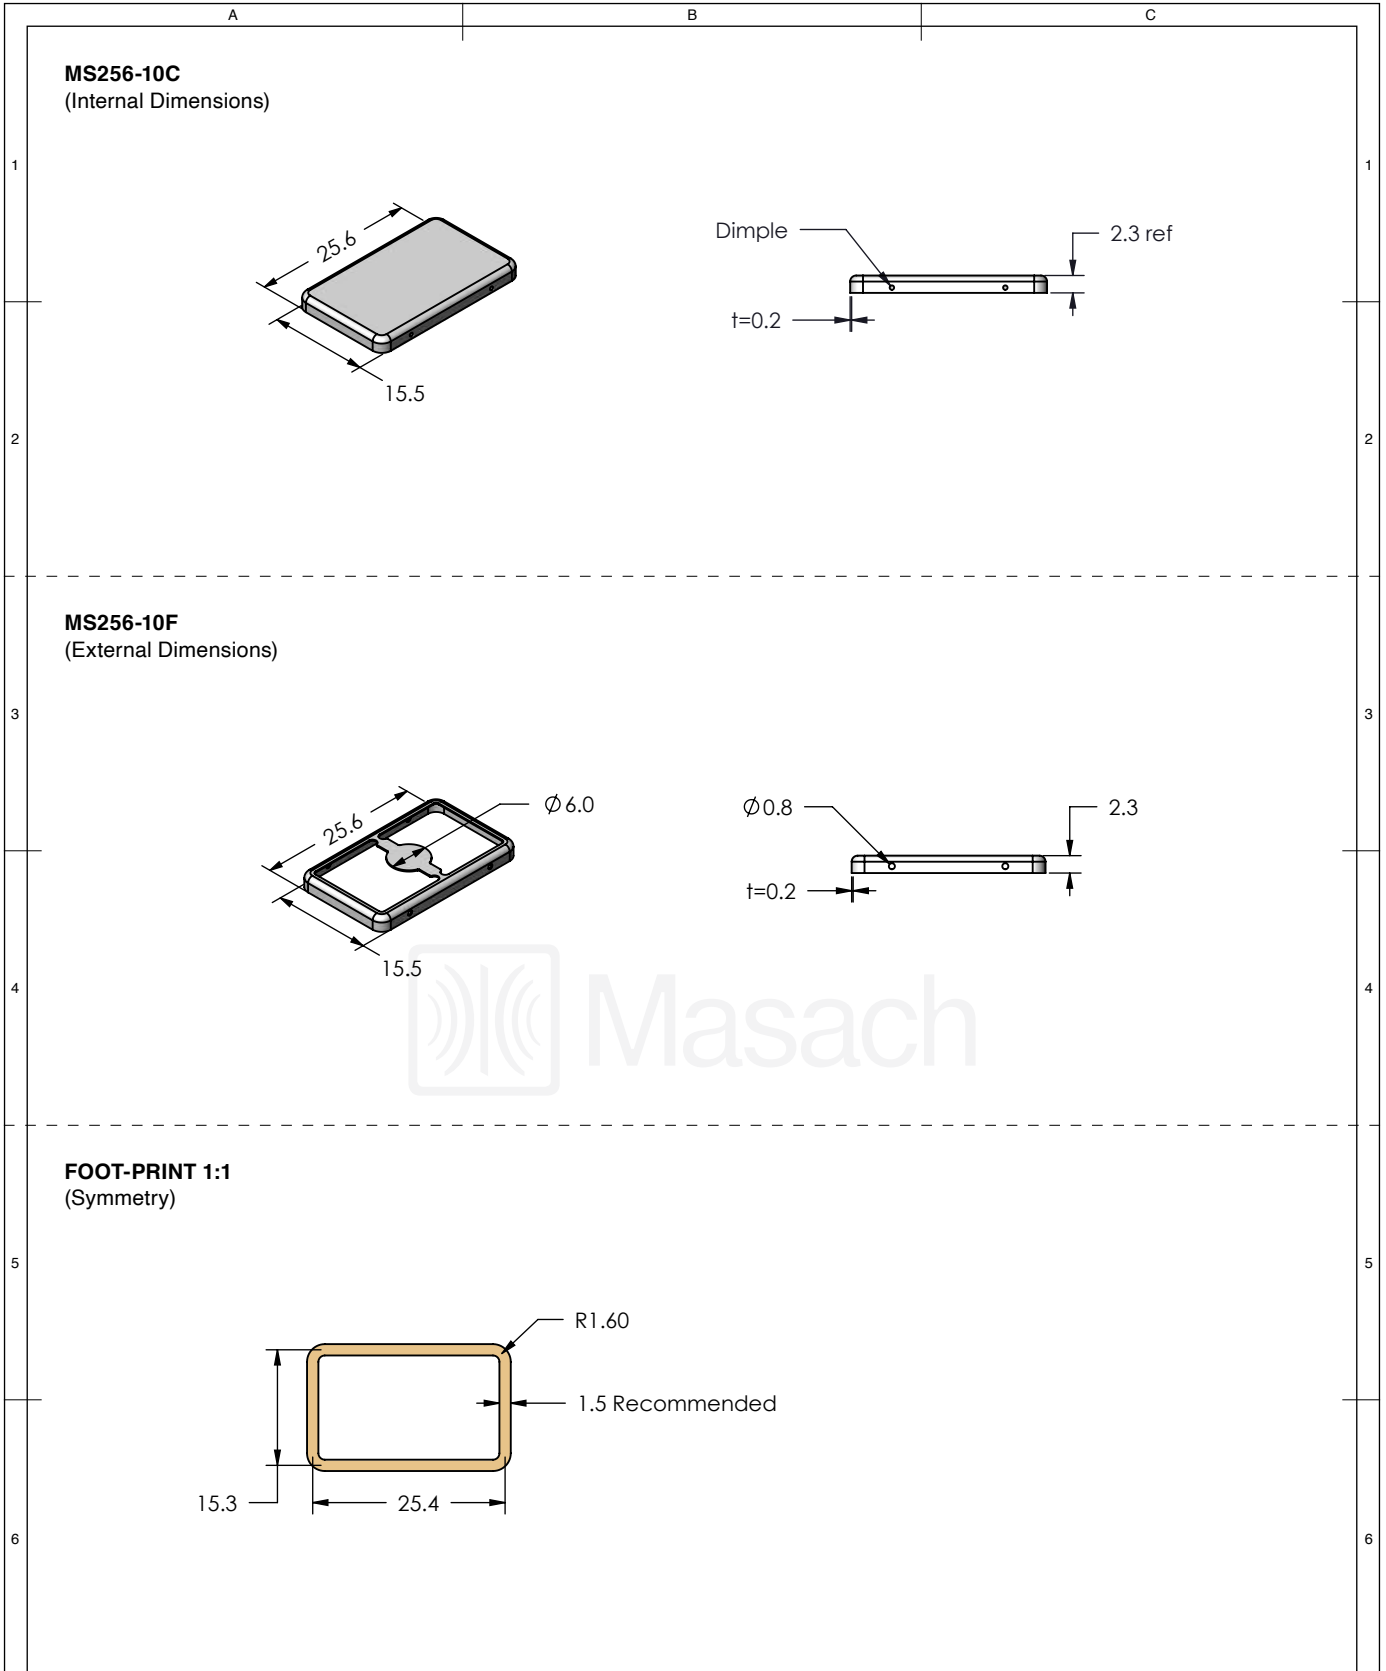 A B C
MS256-10C
(Internal Dimensions)
1 1
25.6
15.5
Dimple
2.3 ref
t=0.2
2 2
MS256-10F
(External Dimensions)
3 3
25.6
Ø6.0
15.5
Ø0.8
2.3
t=0.2
Masach
4 4
FOOT-PRINT 1:1
(Symmetry)
5 5
R1.60
1.5 Recommended
15.3
25.4
6 6